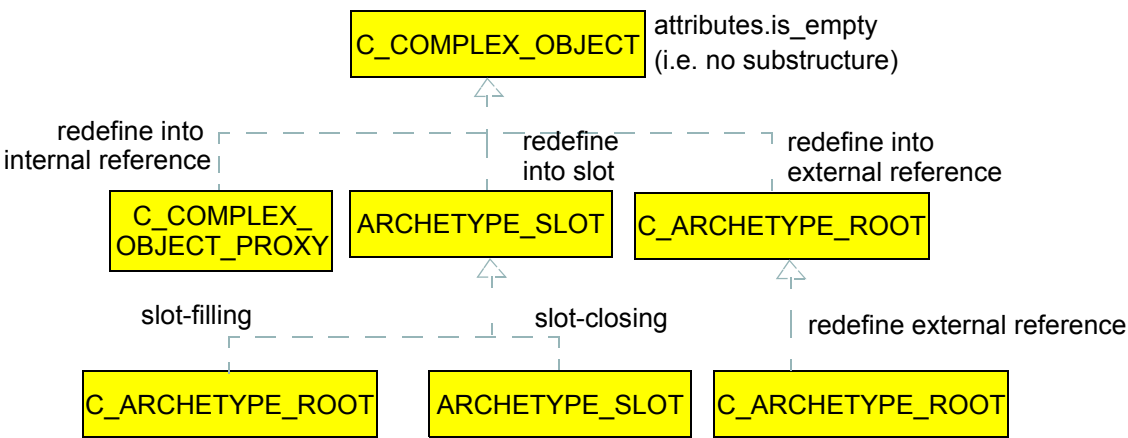 C_COMPLEX_OBJECT
attributes.is_empty
(i.e. no substructure)
redefine into
internal reference
redefine
into slot
redefine into
external reference
C_COMPLEX_
OBJECT_PROXY
ARCHETYPE_SLOT
C_ARCHETYPE_ROOT
slot-filling
slot-closing
redefine external reference
C_ARCHETYPE_ROOT
ARCHETYPE_SLOT
C_ARCHETYPE_ROOT